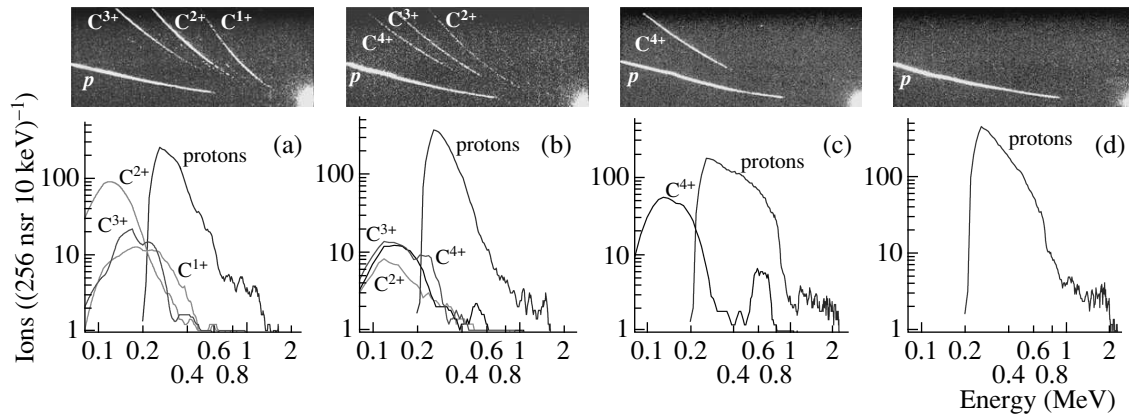 C³⁺ C²⁺ C¹⁺
p
C³⁺ C²⁺
C⁴⁺
p
C⁴⁺
p
p
Ions ((256 nsr 10 keV)⁻¹
100
10
1
(a)
protons
C²⁺
C³⁺
C¹⁺
0.1 0.2 0.6 1 2
0.4 0.8
100
10
1
(b)
protons
C³⁺
C⁴⁺
C²⁺
0.1 0.2 0.6 1 2
0.4 0.8
100
10
1
(c)
protons
C⁴⁺
0.1 0.2 0.6 1 2
0.4 0.8
100
10
1
(d)
protons
0.1 0.2 0.6 1 2
0.4 0.8
Energy (MeV)